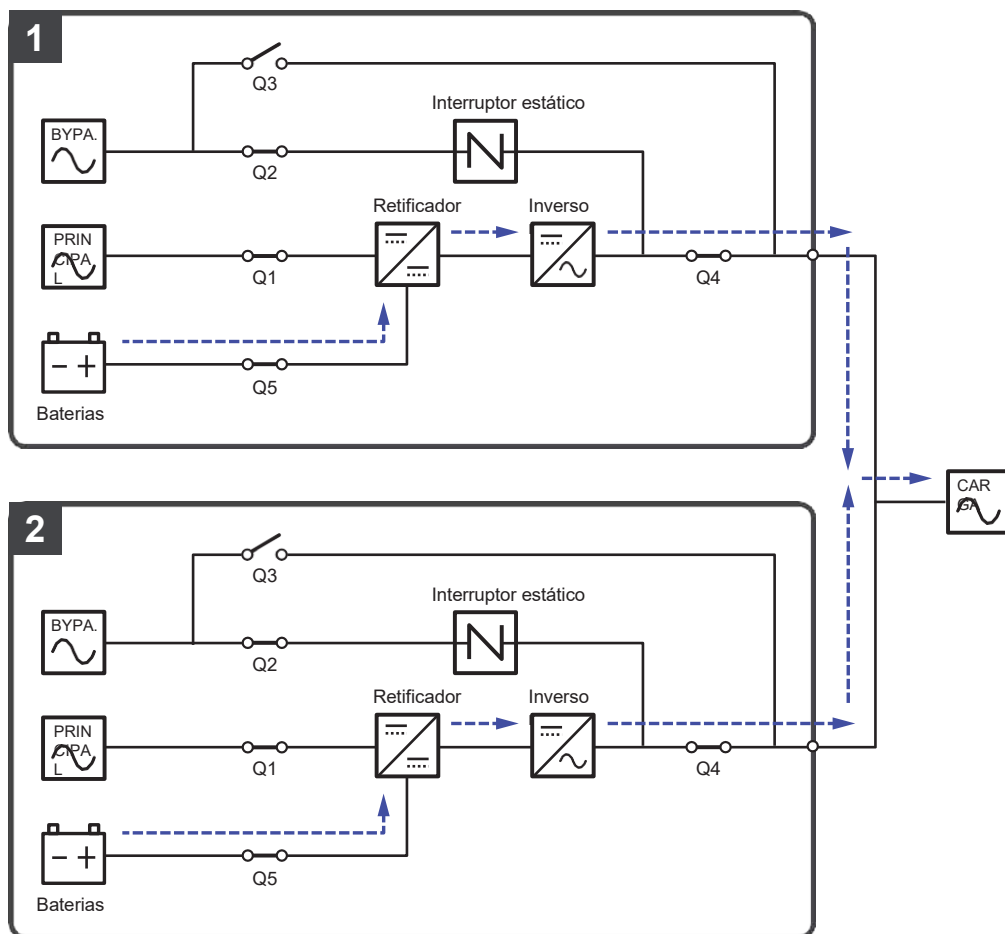 1
Q3
Interruptor estático
BYPA.
Q2
Retificador
Inverso
PRIN
CIPA
L
Q1
Q4
Q5
Baterias
CAR
GA
2
Q3
Interruptor estático
BYPA.
Q2
Retificador
Inverso
PRIN
CIPA
L
Q1
Q4
Q5
Baterias